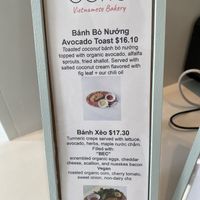 Vietnamese Bakery
Bánh Bò Nướng
Avocado Toast $16.10
Toasted coconut bánh bò nướng
topped with organic avocado, alfalfa
sprouts, fried shallot. Served with
salted coconut cream flavored with
fig leaf + our chili oil
Bánh Xèo $17.30
Turmeric crepe served with lettuce,
avocado, herbs, maple nước chấm.
Filled with:
"BEC"
scrambled organic eggs, cheddar
cheese, scallion, and nueskes bacon
Vegan
roasted organic corn, cherry tomato,
sweet onion, non-dairy